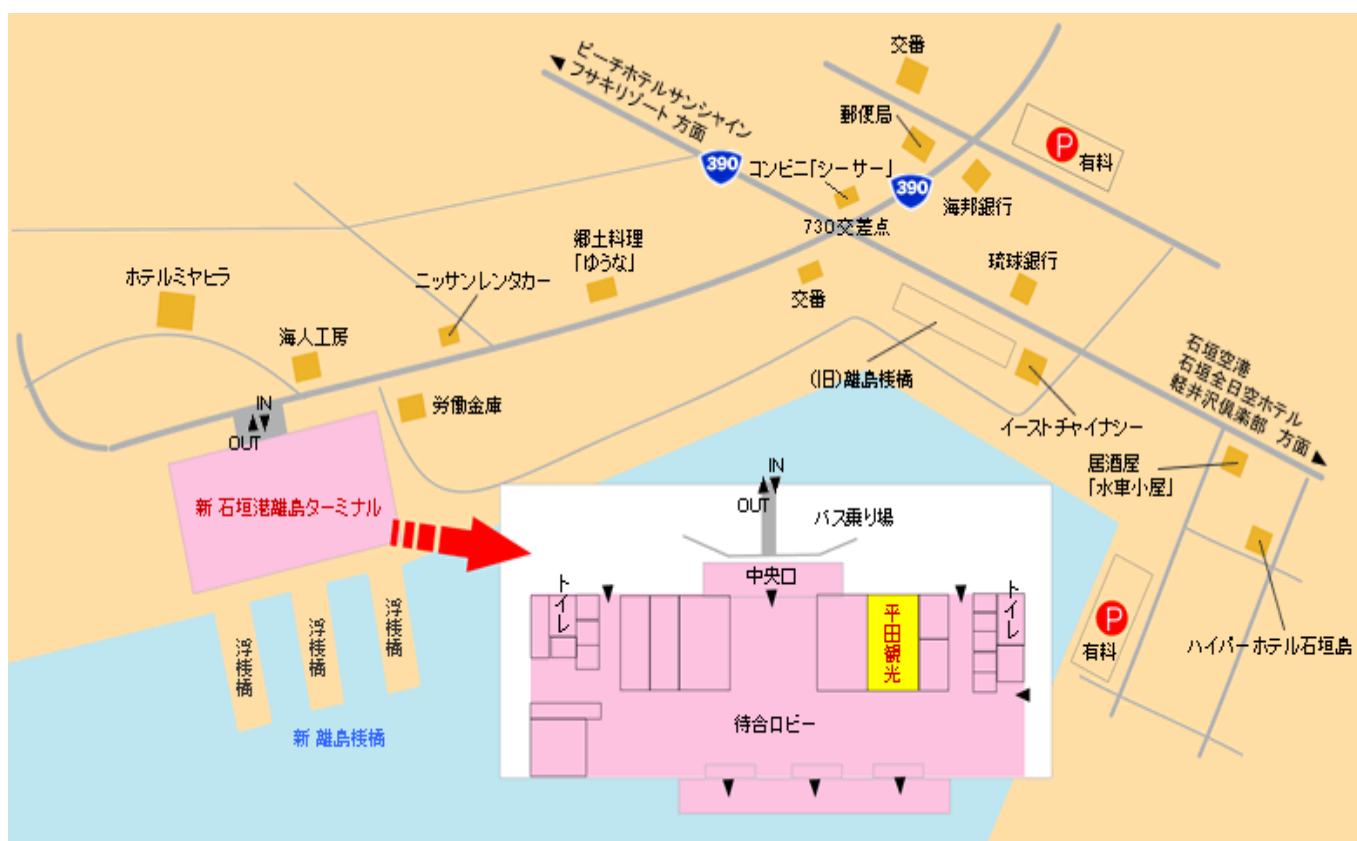 交番
ビーチホテルサンシャイン
フサキリゾート 方面
郵便局
P
有料
390
コンビニ「シーサー」
390
海邦銀行
730交差点
郷土料理
「ゆうな」
琉球銀行
ホテルミヤヒラ
ニッサンレンタカー
交番
海人工房
石垣空港
石垣全日空ホテル
軽井沢倶楽部 方面
(旧)離島桟橋
IN
OUT
労働金庫
イーストチャイナシー
居酒屋
「水車小屋」
新 石垣港離島ターミナル
IN
OUT
バス乗り場
中央口
トイレ
平田観光
トイレ
P
有料
ハイパーホテル石垣島
浮桟橋
浮桟橋
浮桟橋
待合ロビー
新 離島桟橋